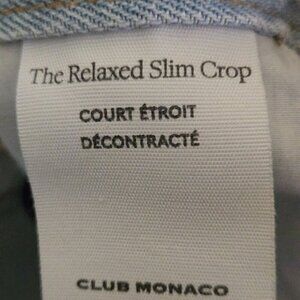 The Relaxed Slim Crop
COURT ÉTROIT
DÉCONTRACTÉ
CLUB MONACO